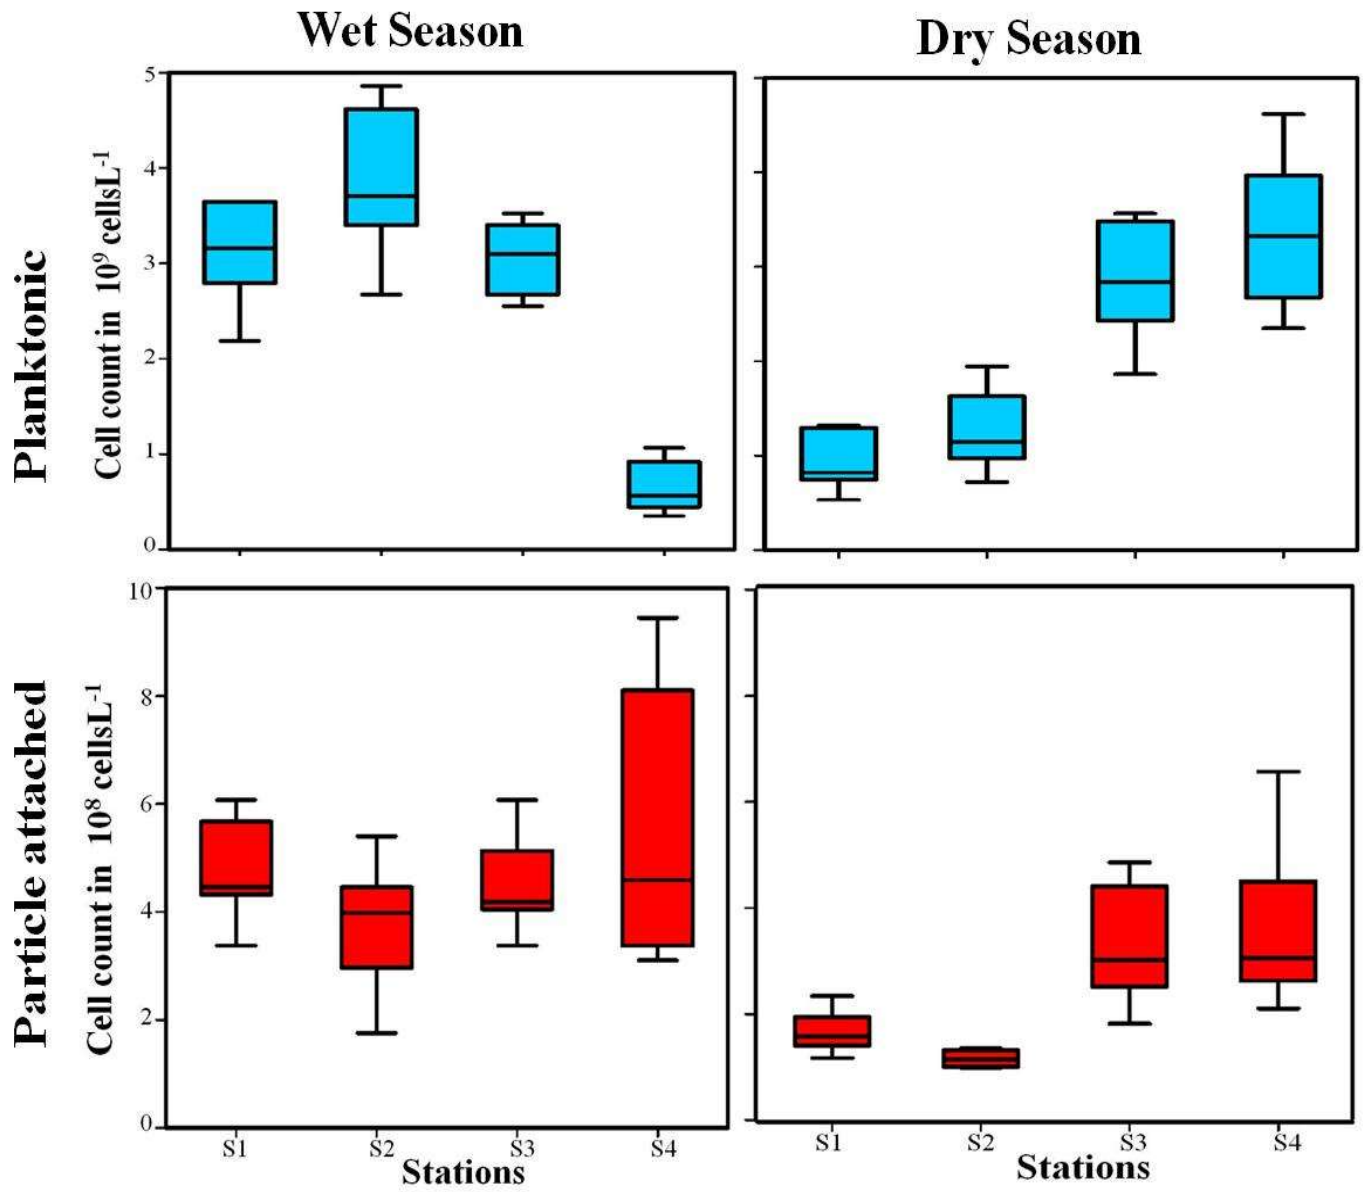 Wet Season
Dry Season
Planktonic
Cell count in 10⁹ cellsL⁻¹
5
4
3
2
1
0
Particle attached
Cell count in 10⁸ cellsL⁻¹
10
8
6
4
2
0
S1 S2 S3 S4
S1 S2 S3 S4
Stations
Stations